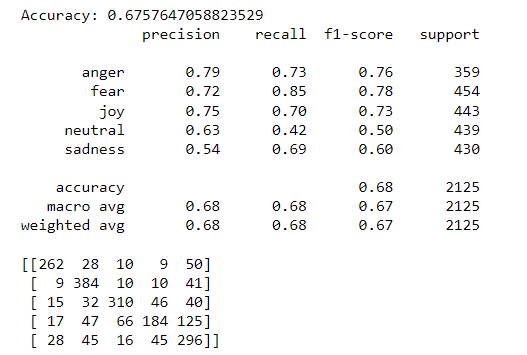 Accuracy: 0.6757647058823529
precision recall f1-score support
anger 0.79 0.73 0.76 359
fear 0.72 0.85 0.78 454
joy 0.75 0.70 0.73 443
neutral 0.63 0.42 0.50 439
sadness 0.54 0.69 0.60 430
accuracy 0.68 2125
macro avg 0.68 0.68 0.67 2125
weighted avg 0.68 0.68 0.67 2125
[[262 28 10 9 50]
[ 9 384 10 10 41]
[ 15 32 310 46 40]
[ 17 47 66 184 125]
[ 28 45 16 45 296]]